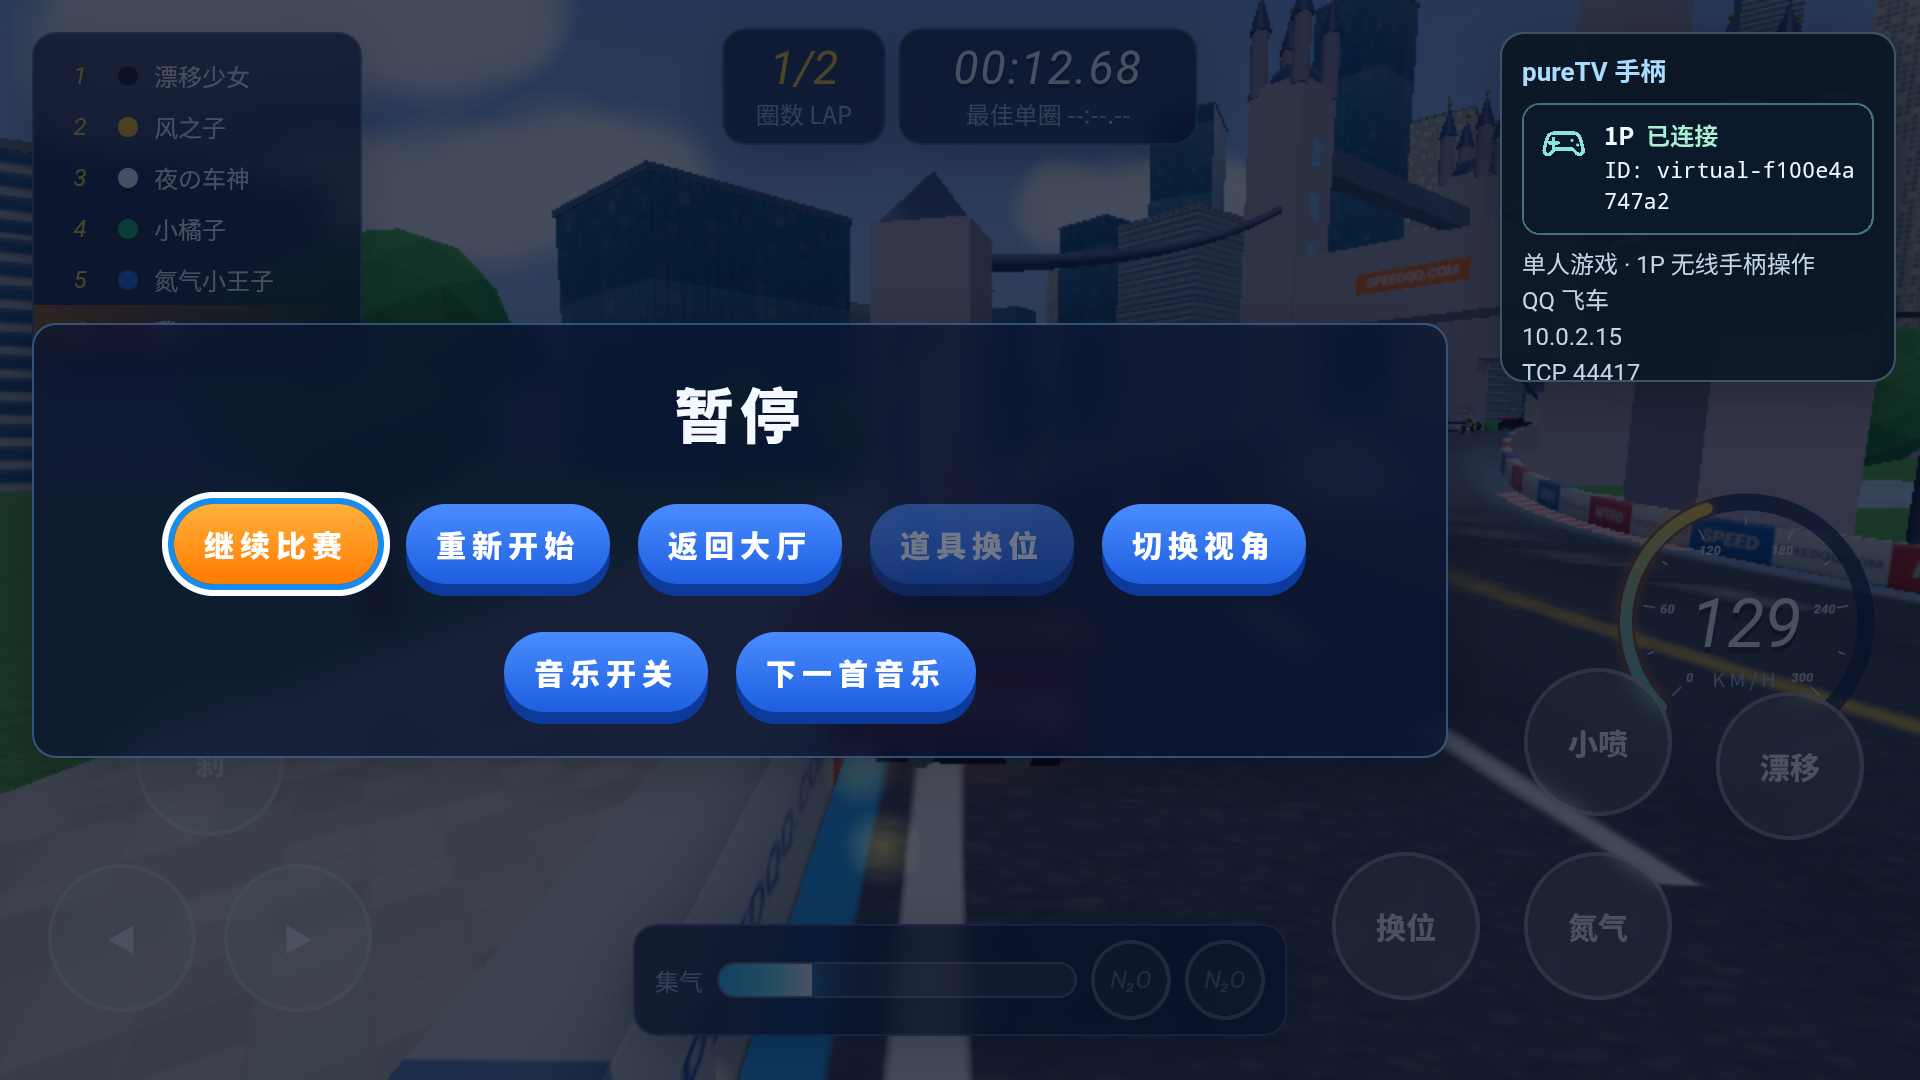 1 漂移少女
2 风之子
3 夜の车神
4 小橘子
5 氮气小王子
1/2
圈数 LAP
00:12.68
最佳单圈 --:--.--
pureTV 手柄
1P 已连接
ID: virtual-f100e4a
747a2
单人游戏 · 1P 无线手柄操作
QQ 飞车
10.0.2.15
TCP 44417
SPEEDOO.COM
暂停
继续比赛
重新开始
返回大厅
道具换位
切换视角
音乐开关
下一首音乐
NITRO
SPEED
0
60
120
180
240
300
129
KM/H
刹
◀
▶
小喷
漂移
换位
氮气
集气
N₂O
N₂O